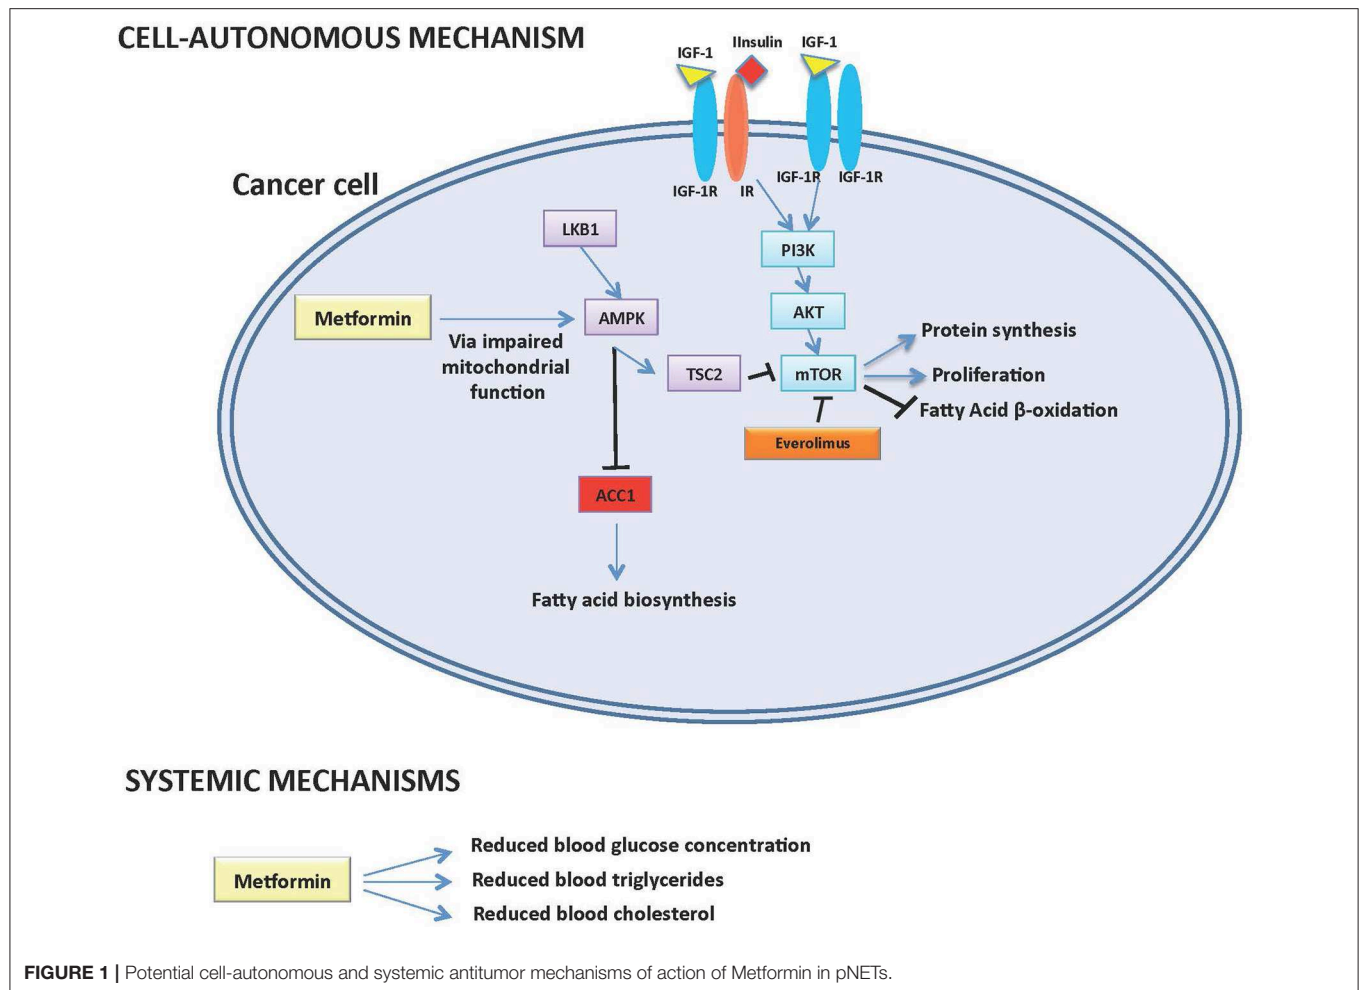 CELL-AUTONOMOUS MECHANISM
IGF-1
IInsulin
IGF-1
Cancer cell
IGF-1R
IR
IGF-1R
IGF-1R
LKB1
PI3K
Metformin
AMPK
AKT
Via impaired
mitochondrial
function
TSC2
mTOR
Protein synthesis
Proliferation
Fatty Acid β-oxidation
Everolimus
ACC1
Fatty acid biosynthesis
SYSTEMIC MECHANISMS
Metformin
Reduced blood glucose concentration
Reduced blood triglycerides
Reduced blood cholesterol
FIGURE 1 | Potential cell-autonomous and systemic antitumor mechanisms of action of Metformin in pNETs.